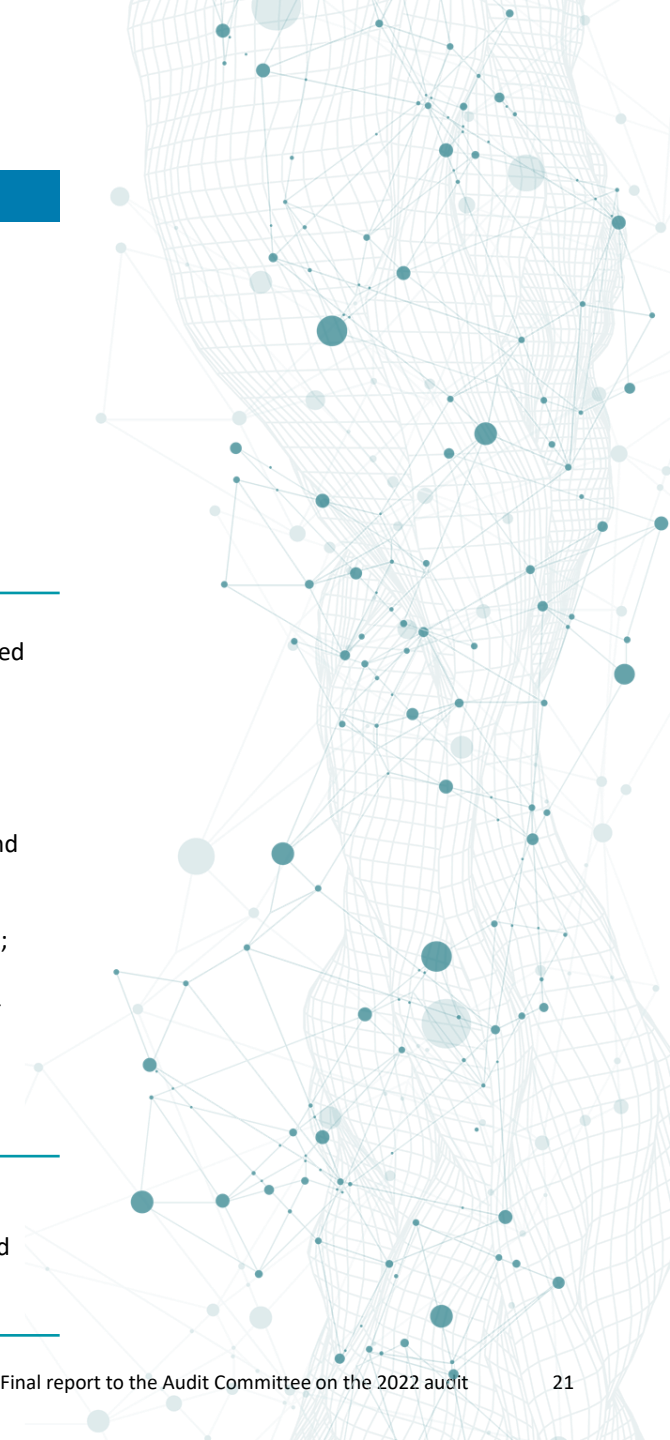 ed
nd
;
d
Final report to the Audit Committee on the 2022 audit 21